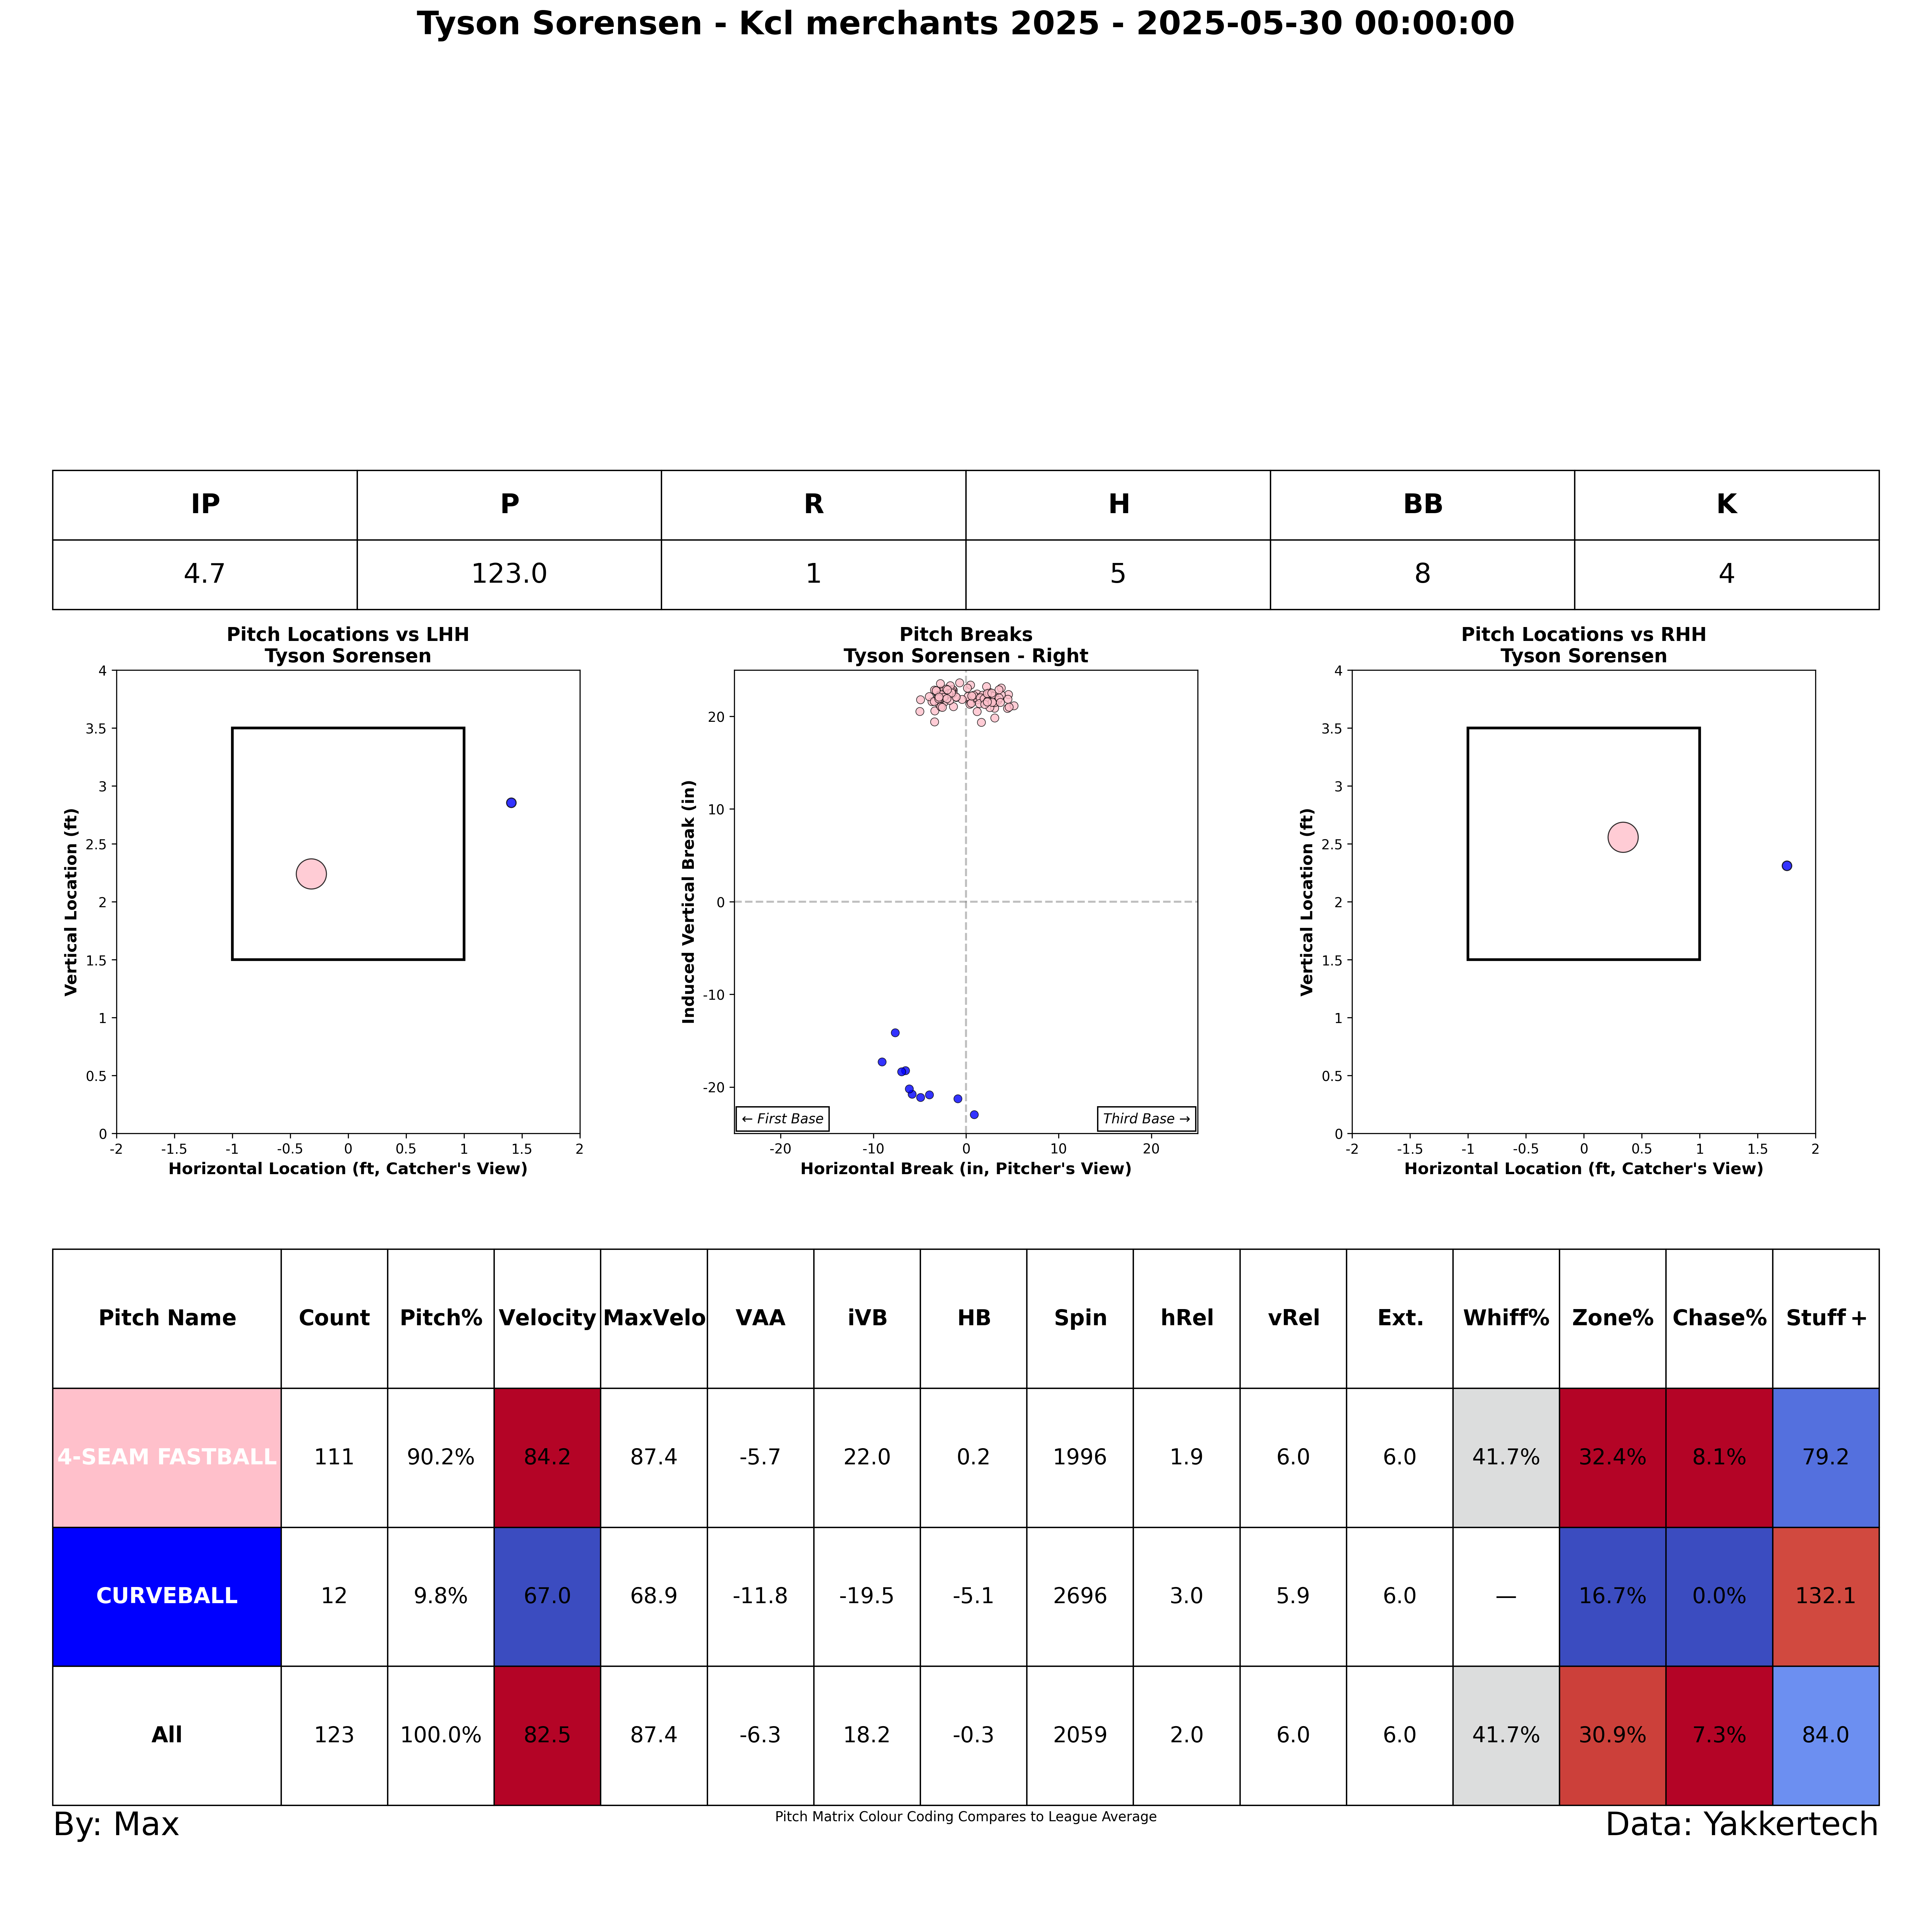 Tyson Sorensen - Kcl merchants 2025 - 2025-05-30 00:00:00
IP P R H BB K
4.7 123.0 1 5 8 4
Pitch Locations vs LHH
Tyson Sorensen
4
3.5
3
2.5
2
1.5
1
0.5
0
Vertical Location (ft)
-2 -1.5 -1 -0.5 0 0.5 1 1.5 2
Horizontal Location (ft, Catcher's View)
Pitch Breaks
Tyson Sorensen - Right
20
10
0
-10
-20
Induced Vertical Break (in)
← First Base
Third Base →
-20 -10 0 10 20
Horizontal Break (in, Pitcher's View)
Pitch Locations vs RHH
Tyson Sorensen
4
3.5
3
2.5
2
1.5
1
0.5
0
Vertical Location (ft)
-2 -1.5 -1 -0.5 0 0.5 1 1.5 2
Horizontal Location (ft, Catcher's View)
Pitch Name Count Pitch% Velocity MaxVelo VAA iVB HB Spin hRel vRel Ext. Whiff% Zone% Chase% Stuff+
4-SEAM FASTBALL 111 90.2% 84.2 87.4 -5.7 22.0 0.2 1996 1.9 6.0 6.0 41.7% 32.4% 8.1% 79.2
CURVEBALL 12 9.8% 67.0 68.9 -11.8 -19.5 -5.1 2696 3.0 5.9 6.0 — 16.7% 0.0% 132.1
All 123 100.0% 82.5 87.4 -6.3 18.2 -0.3 2059 2.0 6.0 6.0 41.7% 30.9% 7.3% 84.0
By: Max
Pitch Matrix Colour Coding Compares to League Average
Data: Yakkertech